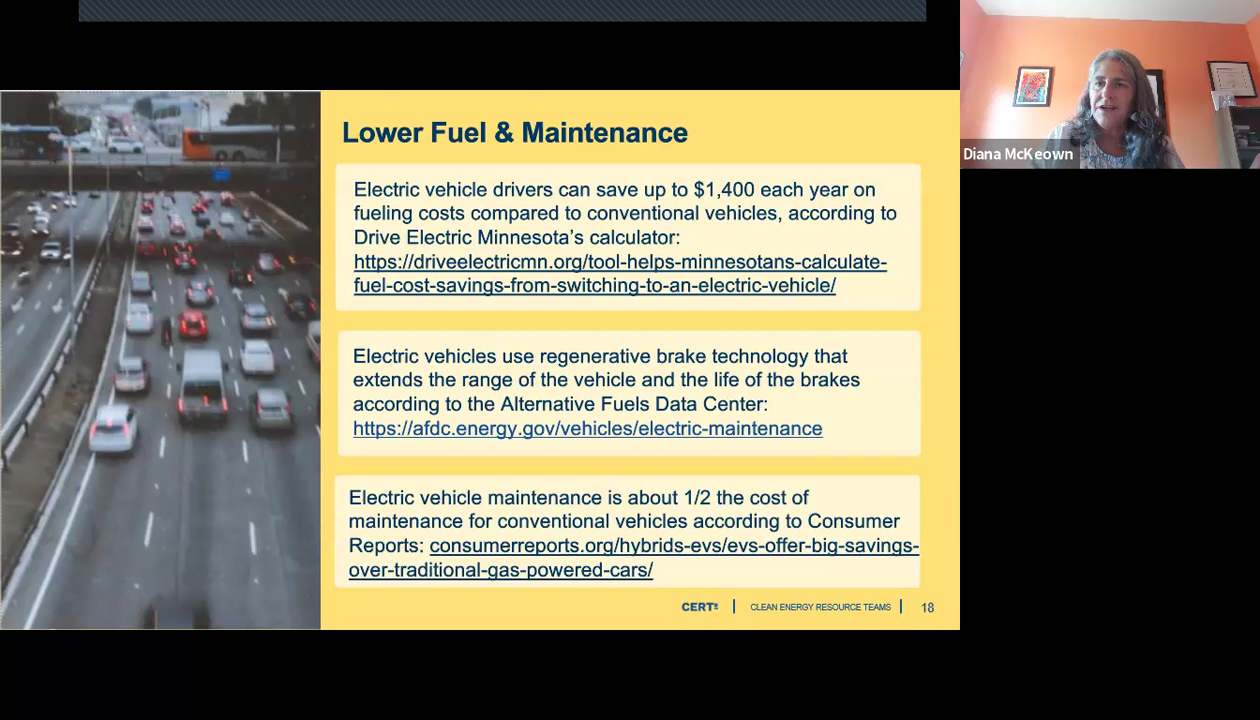 Lower Fuel & Maintenance
Electric vehicle drivers can save up to $1,400 each year on
fueling costs compared to conventional vehicles, according to
Drive Electric Minnesota’s calculator:
https://driveelectricmn.org/tool-helps-minnesotans-calculate-
fuel-cost-savings-from-switching-to-an-electric-vehicle/
Electric vehicles use regenerative brake technology that
extends the range of the vehicle and the life of the brakes
according to the Alternative Fuels Data Center:
https://afdc.energy.gov/vehicles/electric-maintenance
Electric vehicle maintenance is about 1/2 the cost of
maintenance for conventional vehicles according to Consumer
Reports: consumerreports.org/hybrids-evs/evs-offer-big-savings-
over-traditional-gas-powered-cars/
CERTs | CLEAN ENERGY RESOURCE TEAMS | 18
Diana McKeown